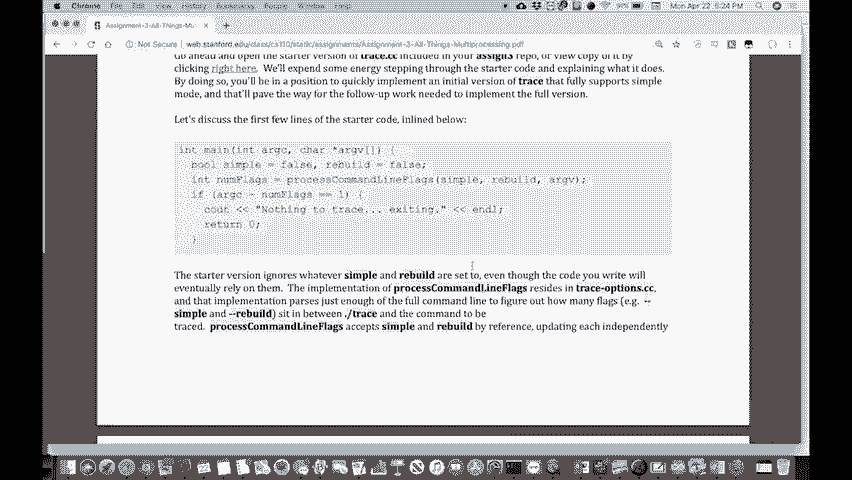 Chrome File Edit View History Bookmarks People Window Help
Mon Apr 22 6:24 PM
Assignment-3-All-Things-Mu
Not Secure | web.stanford.edu/class/cs110/static/assignments/Assignment-3-All-Things-Multiprocessing.pdf
Go ahead and open the starter version of trace.cc included in your assign3 repo, or view copy of it by
clicking right here. We'll expend some energy stepping through the starter code and explaining what it does.
By doing so, you'll be in a position to quickly implement an initial version of trace that fully supports simple
mode, and that'll pave the way for the follow-up work needed to implement the full version.
Let's discuss the first few lines of the starter code, inlined below:
int main(int argc, char *argv[]) {
bool simple = false, rebuild = false;
int numFlags = processCommandLineFlags(simple, rebuild, argv);
if (argc - numFlags == 1) {
cout << "Nothing to trace... exiting." << endl;
return 0;
}
The starter version ignores whatever simple and rebuild are set to, even though the code you write will
eventually rely on them. The implementation of processCommandLineFlags resides in trace-options.cc,
and that implementation parses just enough of the full command line to figure out how many flags (e.g. --
simple and --rebuild) sit in between ./trace and the command to be
traced. processCommandLineFlags accepts simple and rebuild by reference, updating each independently